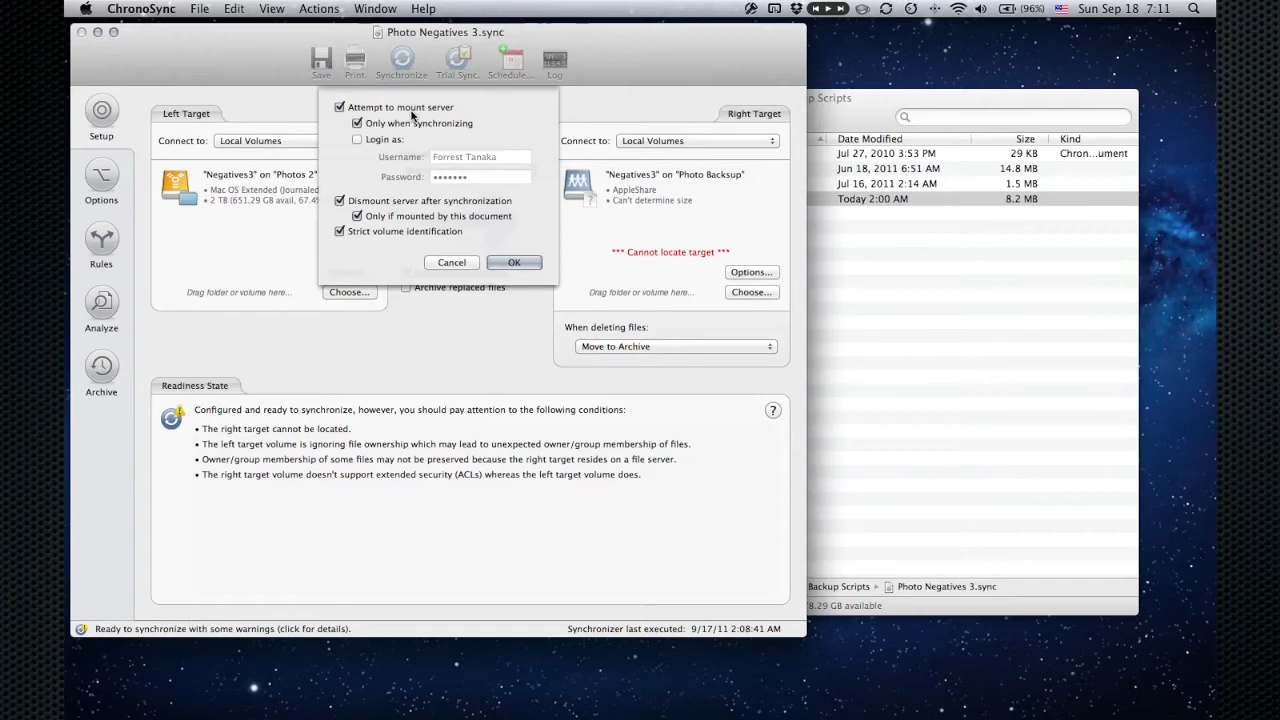 ChronoSync File Edit View Actions Window Help (96%) Sun Sep 18 7:11
Photo Negatives 3.sync
Save Print Synchronize Trial Sync... Schedule... Log
Setup
Options
Rules
Analyze
Archive
Left Target
Connect to: Local Volumes
"Negatives3" on "Photos 2"
• Mac OS Extended (Journaled
• 2 TB (651.29 GB avail, 67.4%
Drag folder or volume here... Choose...
Attempt to mount server
Only when synchronizing
Login as:
Username: Forrest Tanaka
Password: •••••••
Dismount server after synchronization
Only if mounted by this document
Strict volume identification
Cancel OK
Archive replaced files
Right Target
Connect to: Local Volumes
"Negatives3" on "Photo Backsup"
• AppleShare
• Can't determine size
?
*** Cannot locate target ***
Options...
Drag folder or volume here... Choose...
When deleting files:
Move to Archive
Readiness State
Configured and ready to synchronize, however, you should pay attention to the following conditions: ?
• The right target cannot be located.
• The left target volume is ignoring file ownership which may lead to unexpected owner/group membership of files.
• Owner/group membership of some files may not be preserved because the right target resides on a file server.
• The right target volume doesn't support extended security (ACLs) whereas the left target volume does.
Ready to synchronize with some warnings (click for details). Synchronizer last executed: 9/17/11 2:08:41 AM
p Scripts
Date Modified Size Kind
Jul 27, 2010 3:53 PM 29 KB Chron...ument
Jun 18, 2011 6:51 AM 14.8 MB
Jul 16, 2011 2:14 AM 1.5 MB
Today 2:00 AM 8.2 MB
Backup Scripts Photo Negatives 3.sync
8.29 GB available